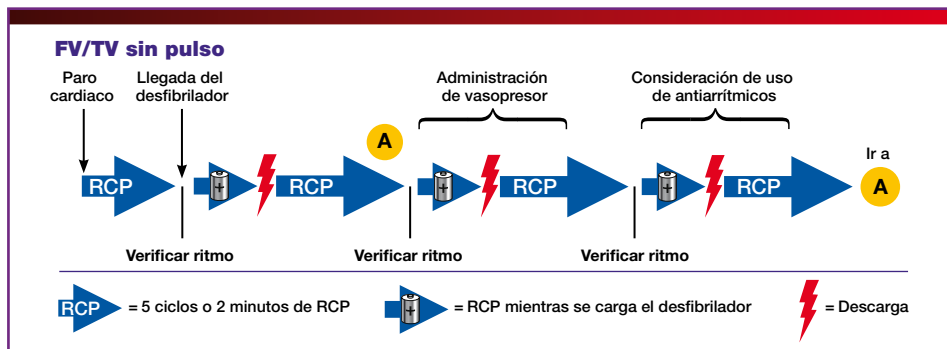 FV/TV sin pulso
Paro
cardiaco
Llegada del
desfibrilador
Administración
de vasopresor
Consideración de uso
de antiarrítmicos
A
Ir a
A
RCP
RCP
RCP
RCP
Verificar ritmo
Verificar ritmo
Verificar ritmo
RCP = 5 ciclos o 2 minutos de RCP
= RCP mientras se carga el desfibrilador
= Descarga